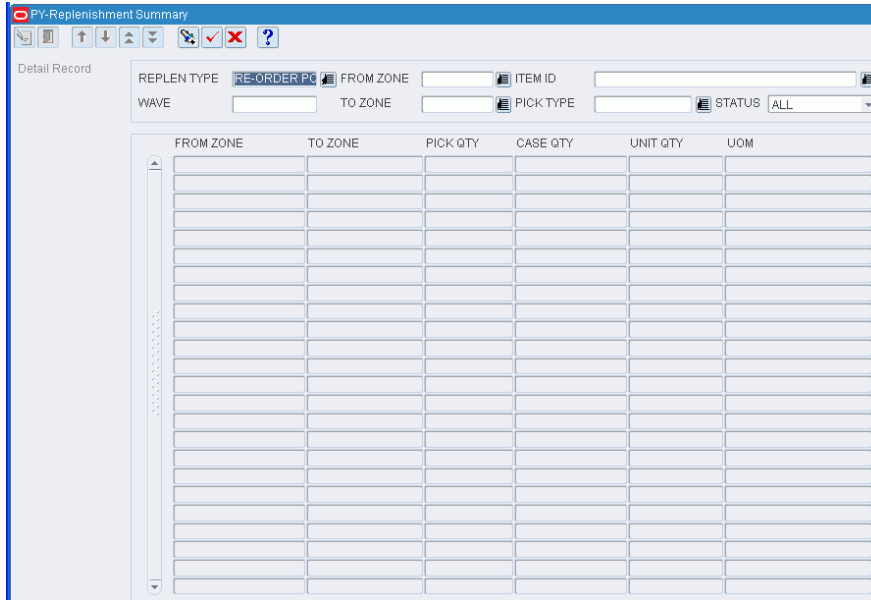 PY-Replenishment Summary
?
Detail Record
REPLEN TYPE RE-ORDER PO FROM ZONE ITEM ID
WAVE TO ZONE PICK TYPE STATUS ALL
FROM ZONE TO ZONE PICK QTY CASE QTY UNIT QTY UOM